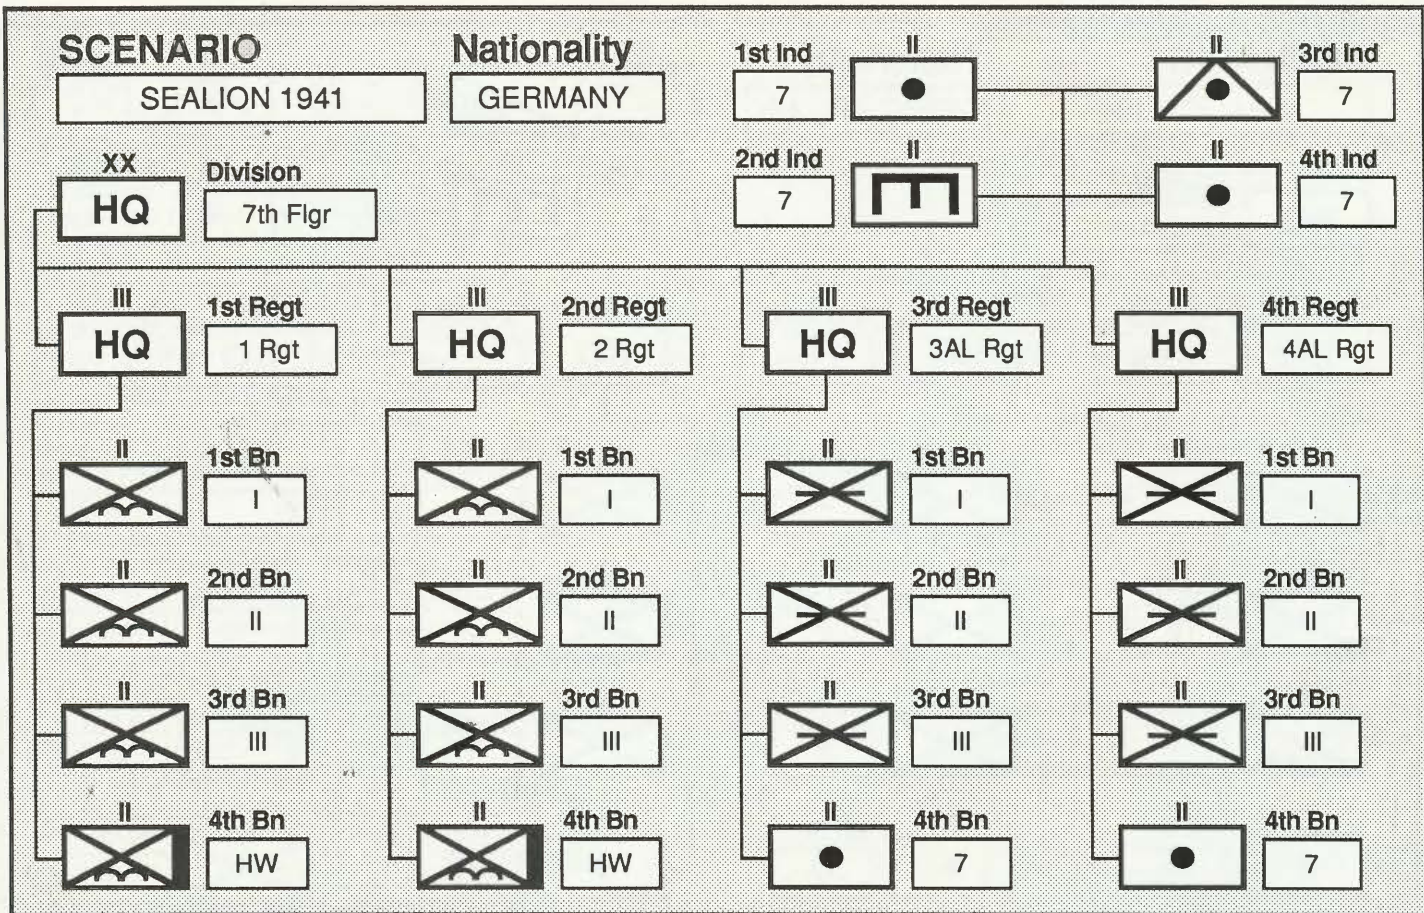 SCENARIO
SEALION 1941
Nationality
GERMANY
1st Ind
7
II
II
3rd Ind
7
2nd Ind
7
II
II
4th Ind
7
XX
HQ
Division
7th Flgr
III
HQ
1st Regt
1 Rgt
III
HQ
2nd Regt
2 Rgt
III
HQ
3rd Regt
3AL Rgt
III
HQ
4th Regt
4AL Rgt
II
1st Bn
I
II
1st Bn
I
II
1st Bn
I
II
1st Bn
I
II
2nd Bn
II
II
2nd Bn
II
II
2nd Bn
II
II
2nd Bn
II
II
3rd Bn
III
II
3rd Bn
III
II
3rd Bn
III
II
3rd Bn
III
II
4th Bn
HW
II
4th Bn
HW
II
4th Bn
7
II
4th Bn
7